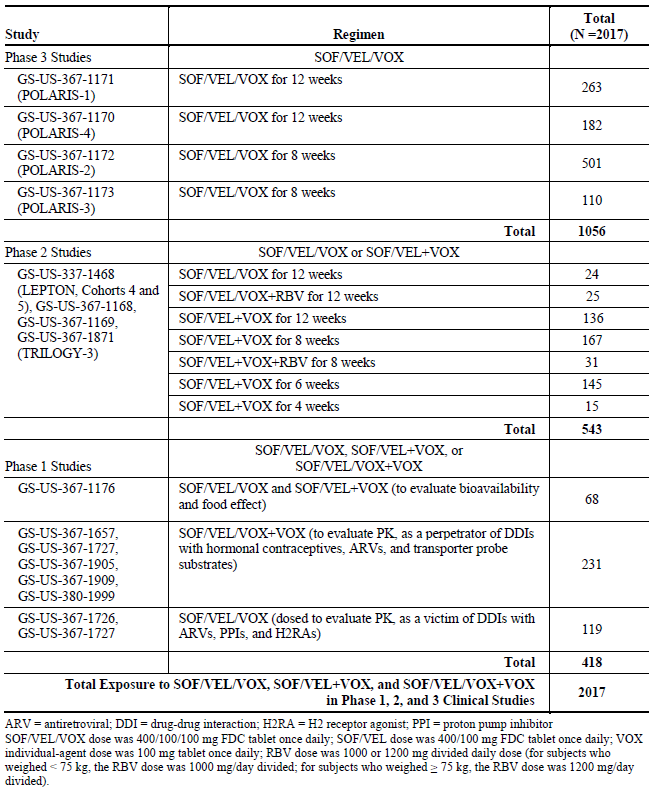 Study Regimen Total
(N =2017)
Phase 3 Studies SOF/VEL/VOX
GS-US-367-1171
(POLARIS-1) SOF/VEL/VOX for 12 weeks 263
GS-US-367-1170
(POLARIS-4) SOF/VEL/VOX for 12 weeks 182
GS-US-367-1172
(POLARIS-2) SOF/VEL/VOX for 8 weeks 501
GS-US-367-1173
(POLARIS-3) SOF/VEL/VOX for 8 weeks 110
Total 1056
Phase 2 Studies SOF/VEL/VOX or SOF/VEL+VOX
GS-US-337-1468
(LEPTON, Cohorts 4 and
5), GS-US-367-1168,
GS-US-367-1169,
GS-US-367-1871
(TRILOGY-3)
SOF/VEL/VOX for 12 weeks 24
SOF/VEL/VOX+RBV for 12 weeks 25
SOF/VEL+VOX for 12 weeks 136
SOF/VEL+VOX for 8 weeks 167
SOF/VEL+VOX+RBV for 8 weeks 31
SOF/VEL+VOX for 6 weeks 145
SOF/VEL+VOX for 4 weeks 15
Total 543
Phase 1 Studies
SOF/VEL/VOX, SOF/VEL+VOX, or
SOF/VEL/VOX+VOX
GS-US-367-1176
SOF/VEL/VOX and SOF/VEL+VOX (to evaluate bioavailability
and food effect)
68
GS-US-367-1657,
GS-US-367-1727,
GS-US-367-1905,
GS-US-367-1909,
GS-US-380-1999
SOF/VEL/VOX+VOX (to evaluate PK, as a perpetrator of DDIs
with hormonal contraceptives, ARVs, and transporter probe
substrates)
231
GS-US-367-1726,
GS-US-367-1727
SOF/VEL/VOX (dosed to evaluate PK, as a victim of DDIs with
ARVs, PPIs, and H2RAs)
119
Total 418
Total Exposure to SOF/VEL/VOX, SOF/VEL+VOX, and SOF/VEL/VOX+VOX
in Phase 1, 2, and 3 Clinical Studies
2017
ARV = antiretroviral; DDI = drug-drug interaction; H2RA = H2 receptor agonist; PPI = proton pump inhibitor
SOF/VEL/VOX dose was 400/100/100 mg FDC tablet once daily; SOF/VEL dose was 400/100 mg FDC tablet once daily; VOX
individual-agent dose was 100 mg tablet once daily; RBV dose was 1000 or 1200 mg divided daily dose (for subjects who
weighed < 75 kg, the RBV dose was 1000 mg/day divided; for subjects who weighed ≥ 75 kg, the RBV dose was 1200 mg/day
divided).